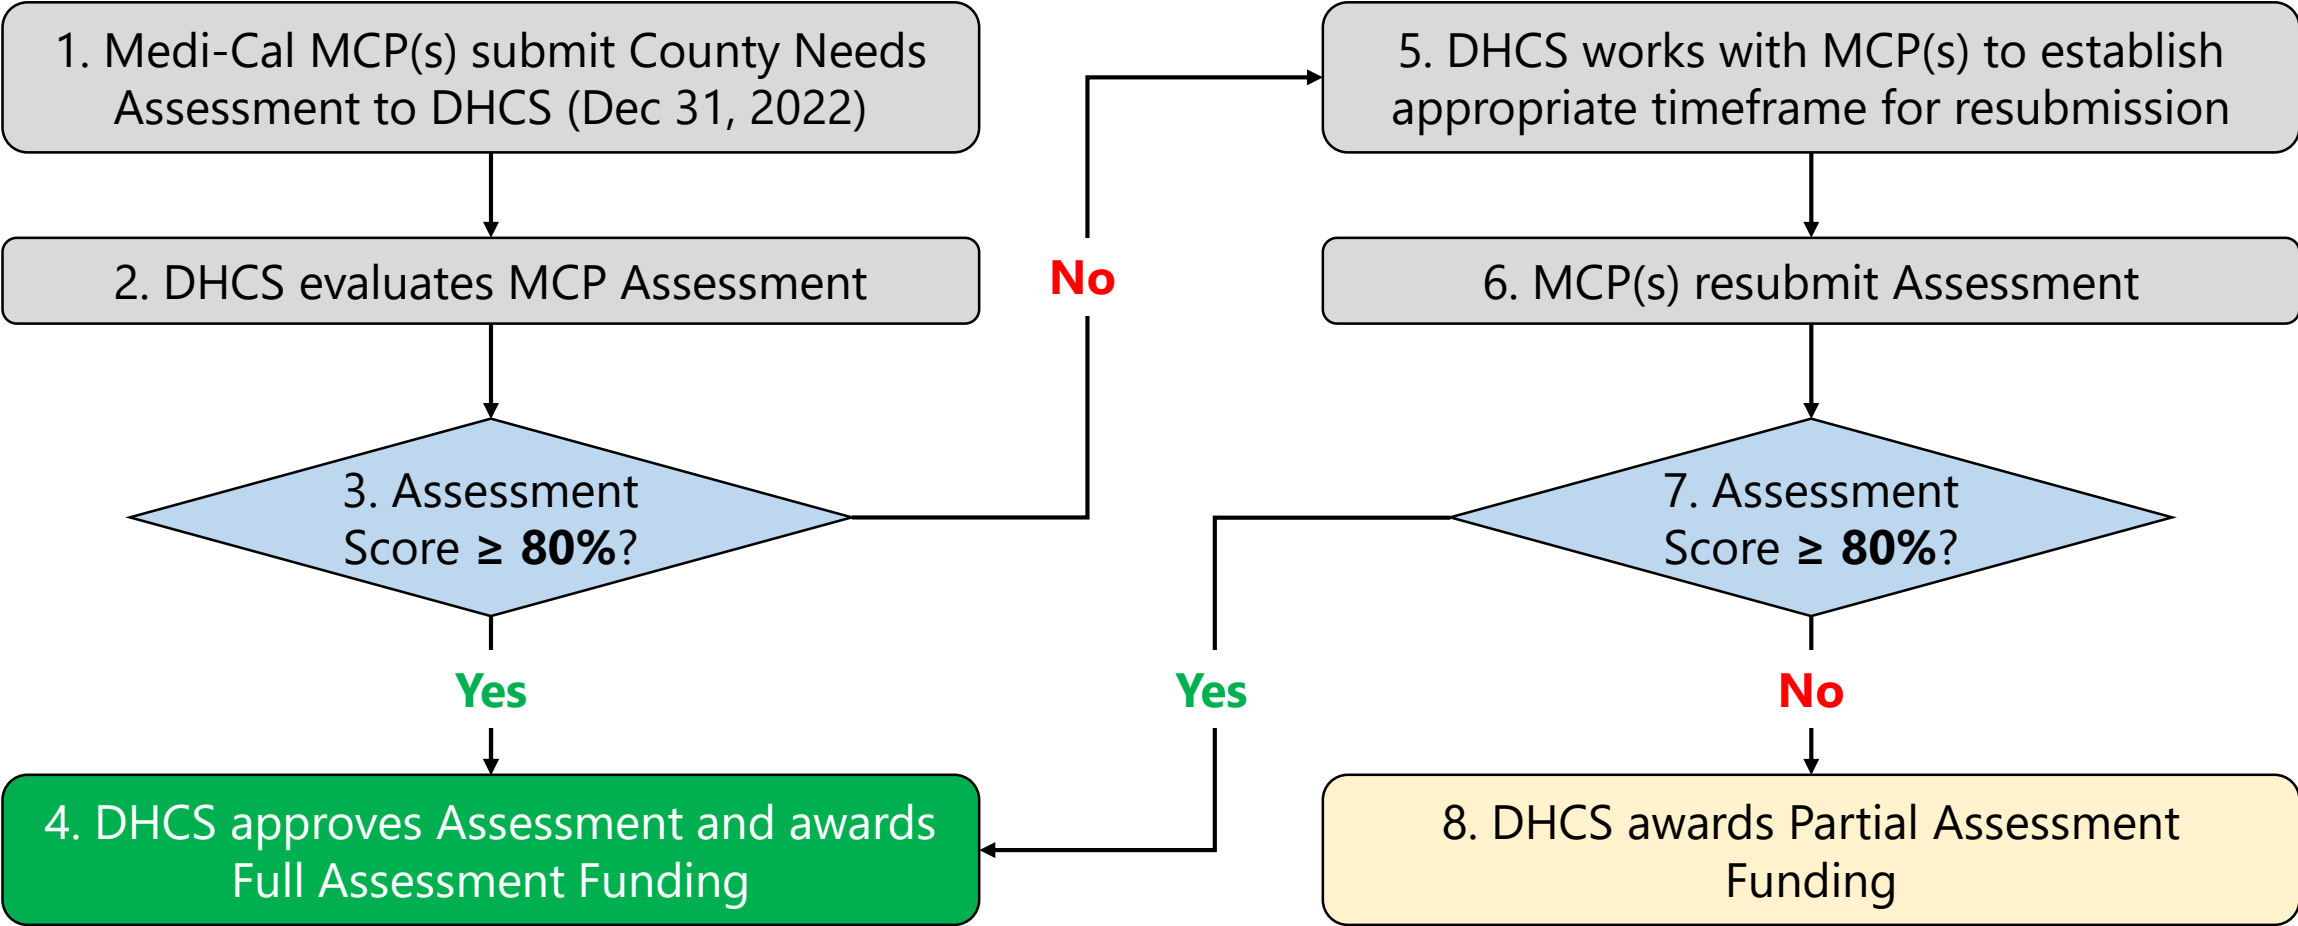 1. Medi-Cal MCP(s) submit County Needs
Assessment to DHCS (Dec 31, 2022)
2. DHCS evaluates MCP Assessment
3. Assessment
Score ≥ 80%?
Yes
4. DHCS approves Assessment and awards
Full Assessment Funding
No
5. DHCS works with MCP(s) to establish
appropriate timeframe for resubmission
6. MCP(s) resubmit Assessment
7. Assessment
Score ≥ 80%?
Yes
No
8. DHCS awards Partial Assessment
Funding